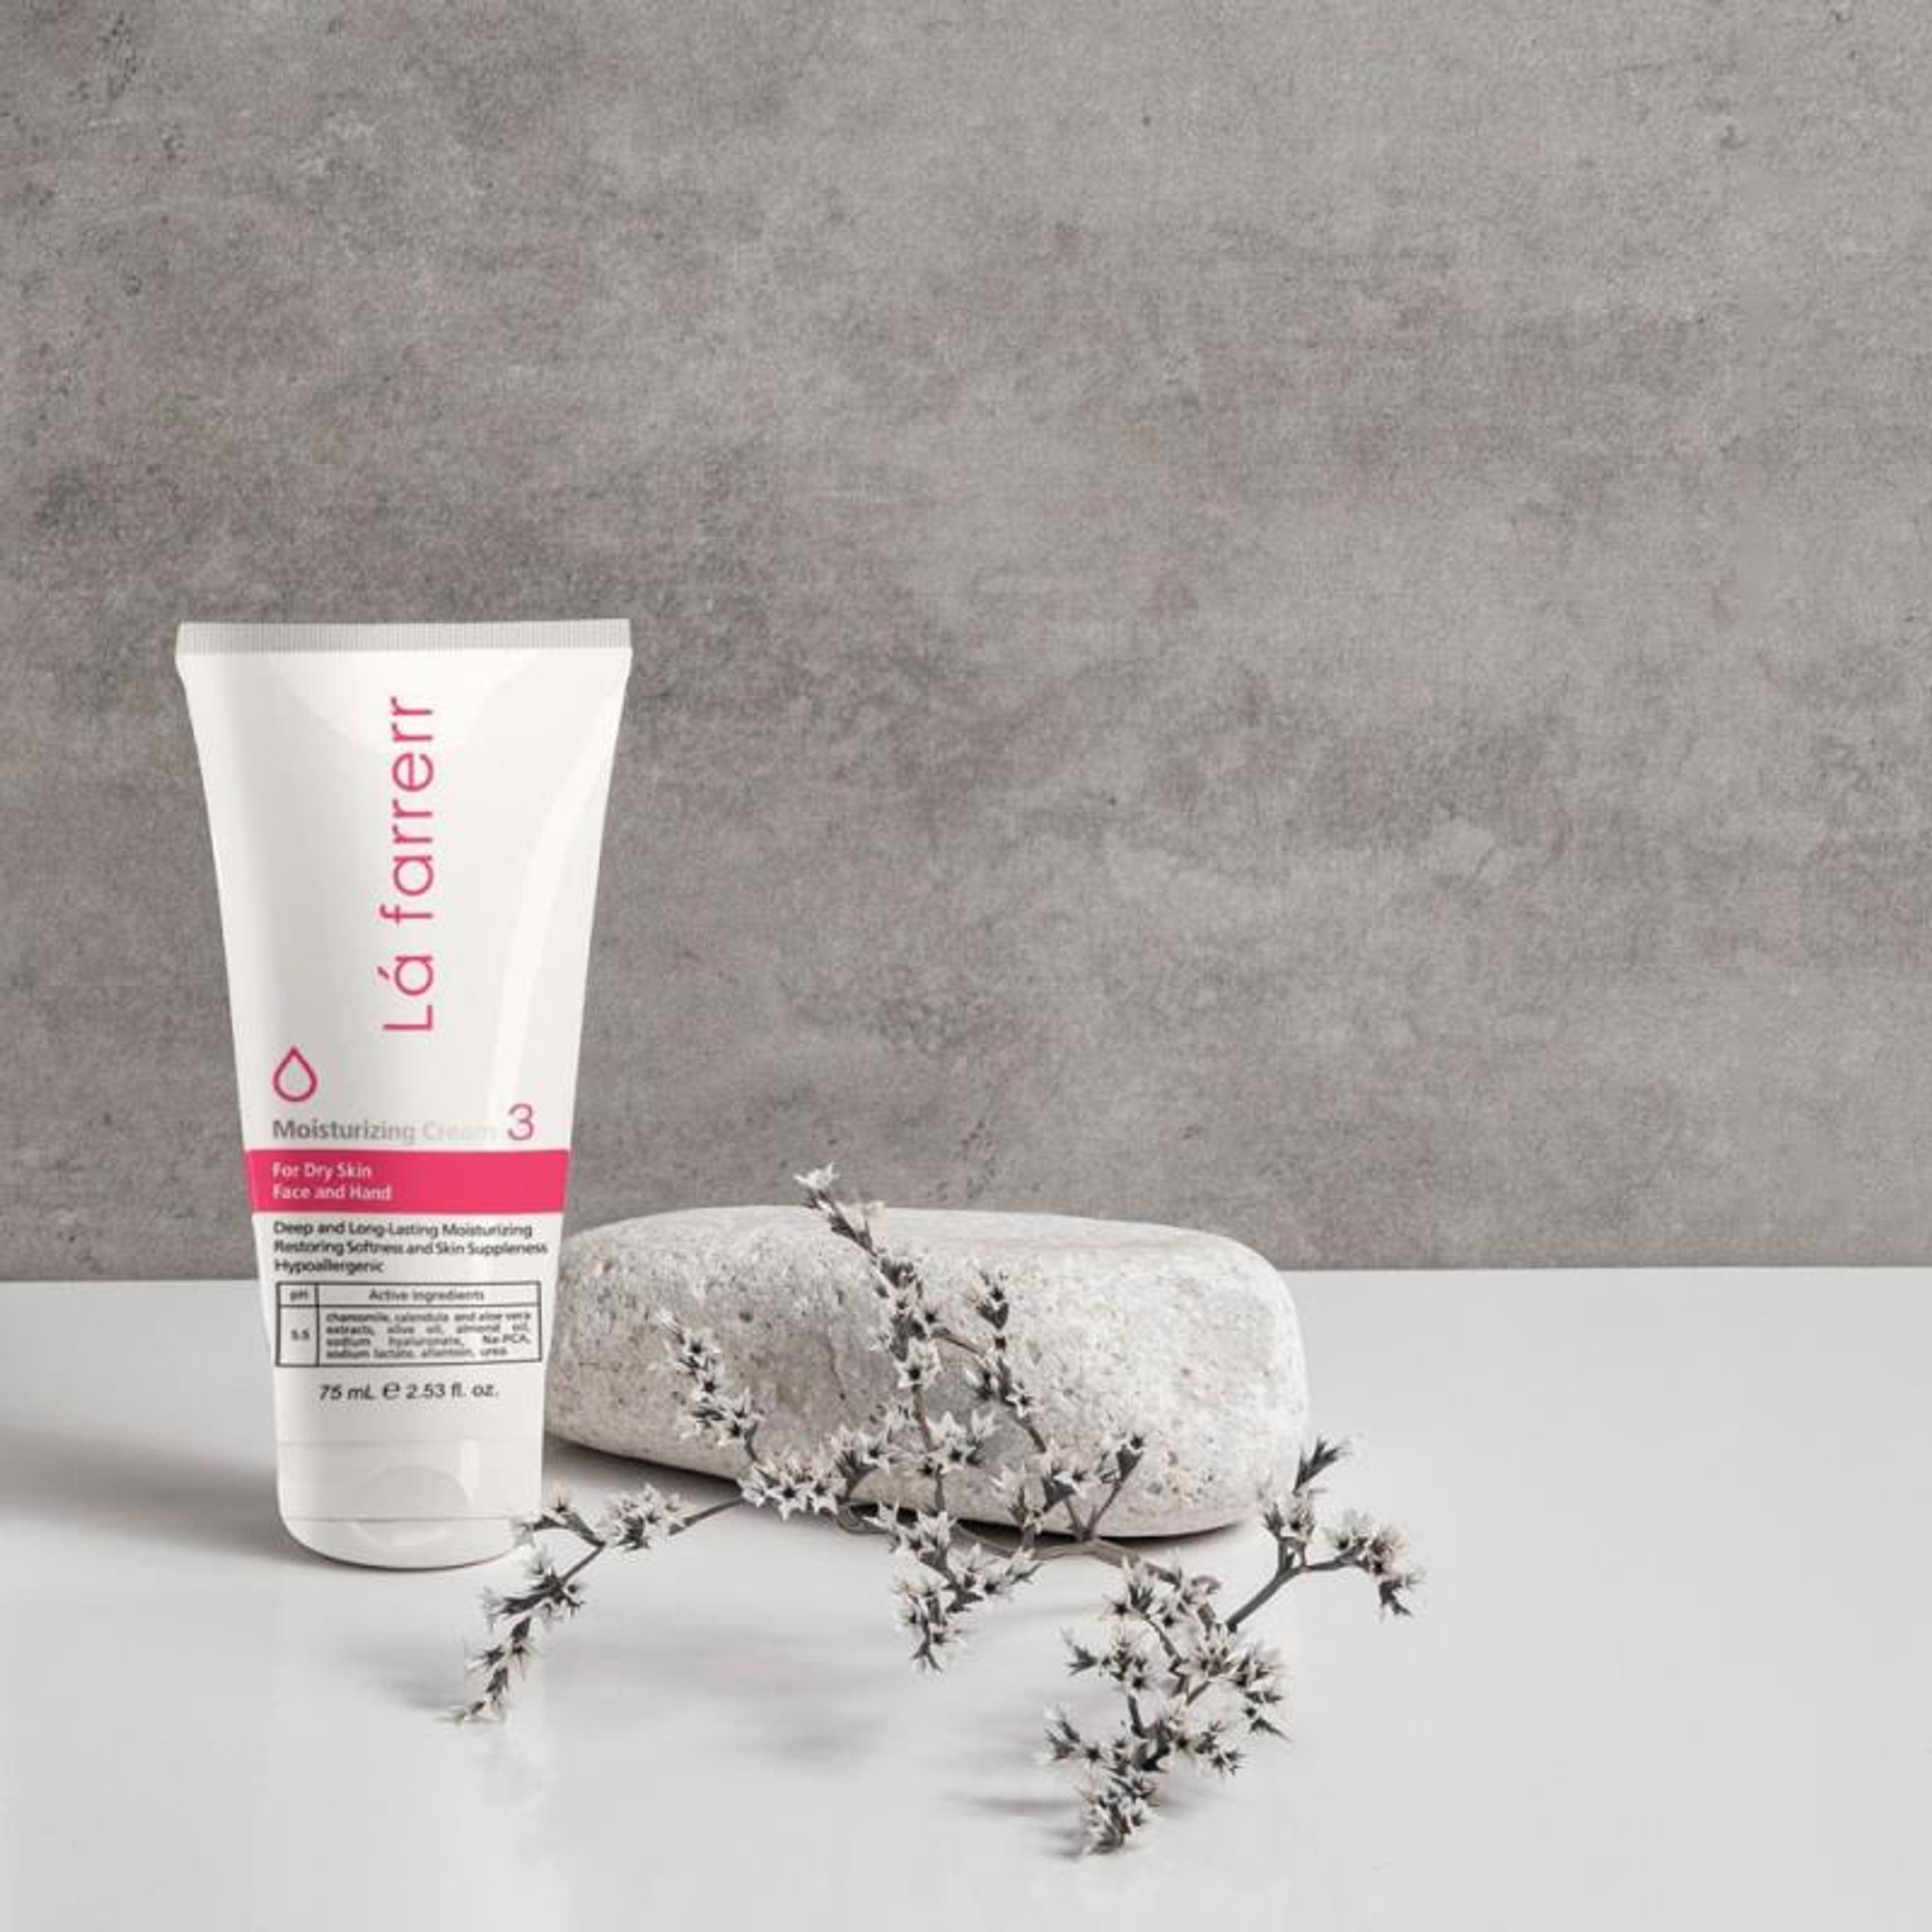 Lá farrerr
Moisturizing Cream 3
For Dry Skin
Face and Hand
Deep and Long-Lasting Moisturizing
Restoring Softness and Skin Suppleness
Hypoallergenic
pH Active ingredients
5.5
chamomile, calendula and aloe vera
extracts, olive oil, almond oil,
sodium hyaluronate, Na-PCA,
sodium lactate, allantoin, urea
75 mL ℮ 2.53 fl. oz.